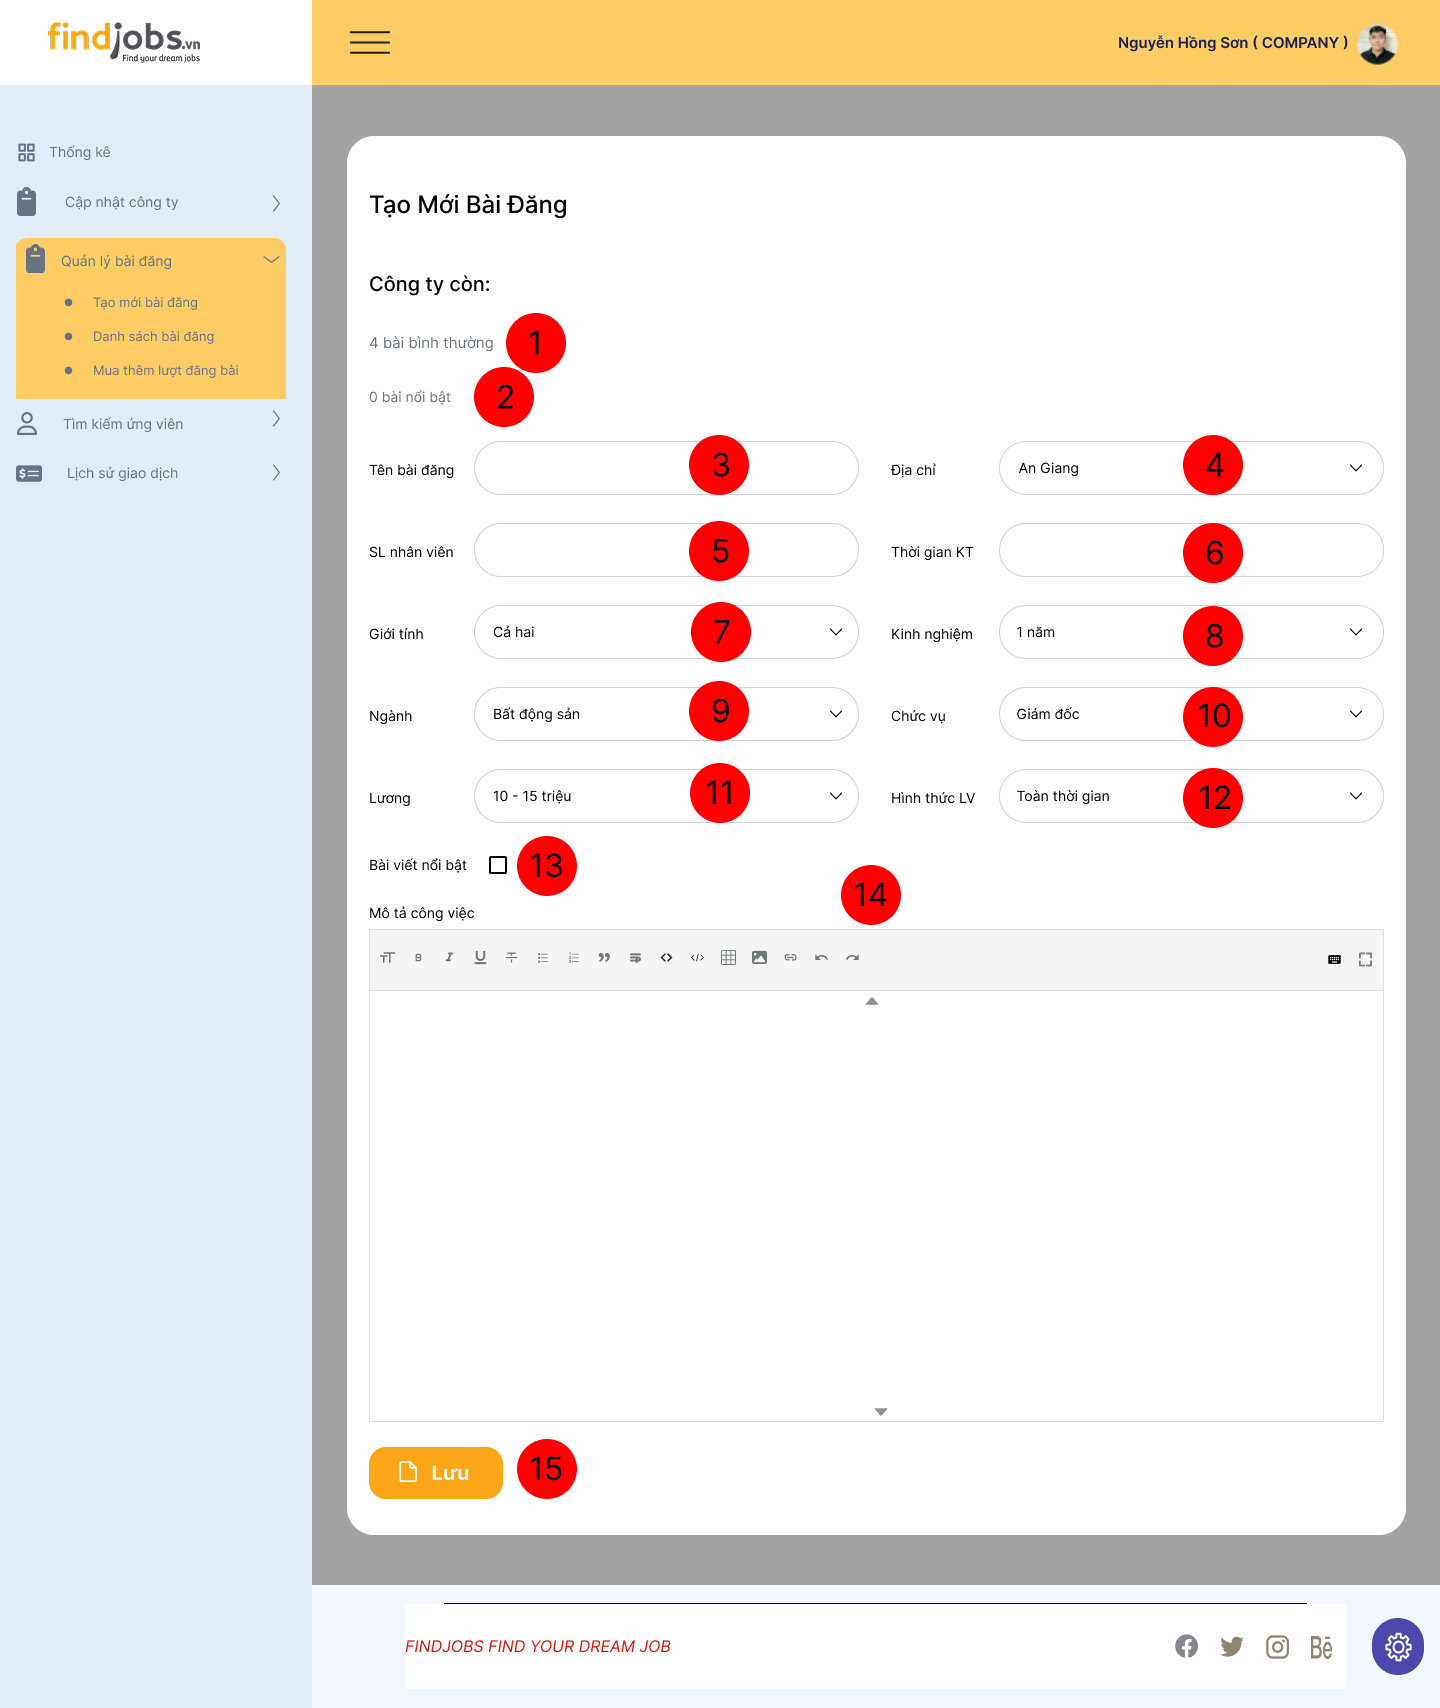 findjobs.vn
Find your dream jobs
Nguyễn Hồng Sơn ( COMPANY )
Thống kê
Cập nhật công ty
Quản lý bài đăng
Tạo mới bài đăng
Danh sách bài đăng
Mua thêm lượt đăng bài
Tìm kiếm ứng viên
Lịch sử giao dịch
Tạo Mới Bài Đăng
Công ty còn:
4 bài bình thường 1
0 bài nổi bật 2
Tên bài đăng 3 Địa chỉ An Giang 4
SL nhân viên 5 Thời gian KT 6
Giới tính Cả hai 7 Kinh nghiệm 1 năm 8
Ngành Bất động sản 9 Chức vụ Giám đốc 10
Lương 10 - 15 triệu 11 Hình thức LV Toàn thời gian 12
Bài viết nổi bật 13
14
Mô tả công việc
Lưu 15
FINDJOBS FIND YOUR DREAM JOB